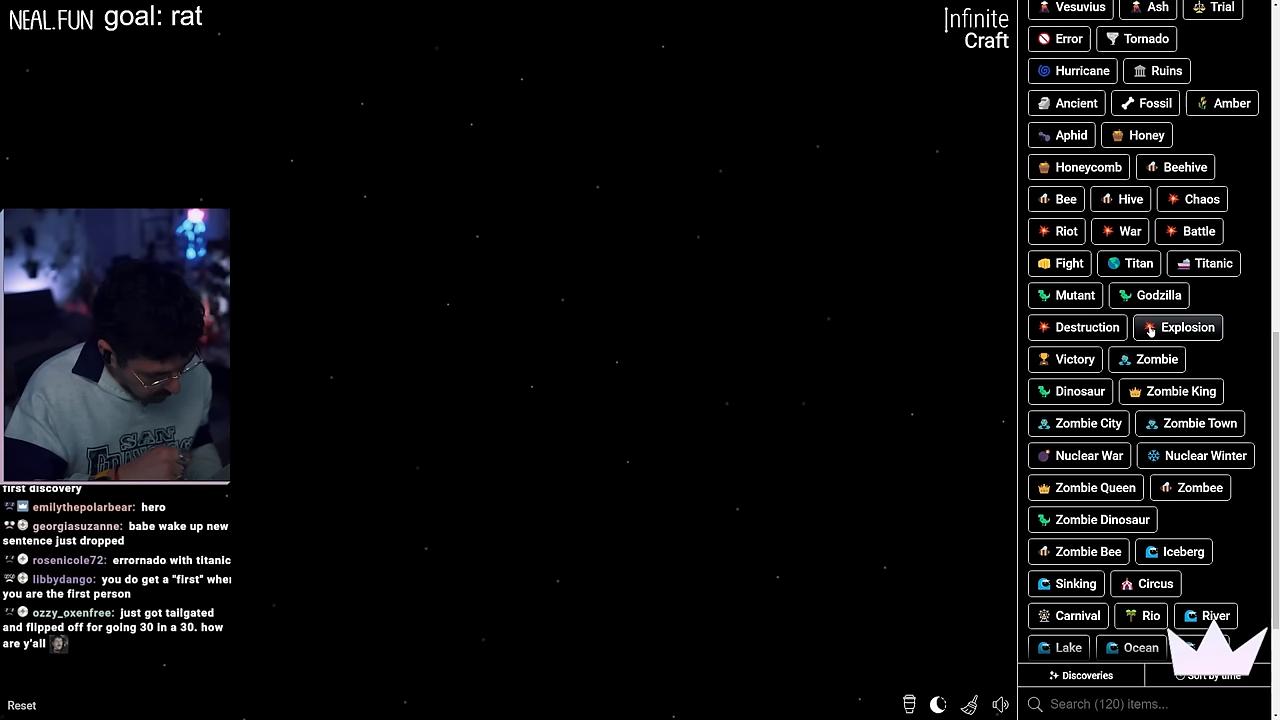 NEAL.FUN goal: rat
Infinite
Craft
Vesuvius Ash Trial
Error Tornado
Hurricane Ruins
Ancient Fossil Amber
Aphid Honey
Honeycomb Beehive
Bee Hive Chaos
Riot War Battle
Fight Titan Titanic
Mutant Godzilla
Destruction Explosion
Victory Zombie
Dinosaur Zombie King
Zombie City Zombie Town
Nuclear War Nuclear Winter
Zombie Queen Zombee
Zombie Dinosaur
Zombie Bee Iceberg
Sinking Circus
Carnival Rio River
Lake Ocean
Discoveries Sort by time
Search (120) items...
SAN
first discovery
emilythepolarbear: hero
georgiasuzanne: babe wake up new
sentence just dropped
rosenicole72: errornado with titanic
libbydango: you do get a "first" when
you are the first person
ozzy_oxenfree: just got tailgated
and flipped off for going 30 in a 30. how
are y'all
Reset